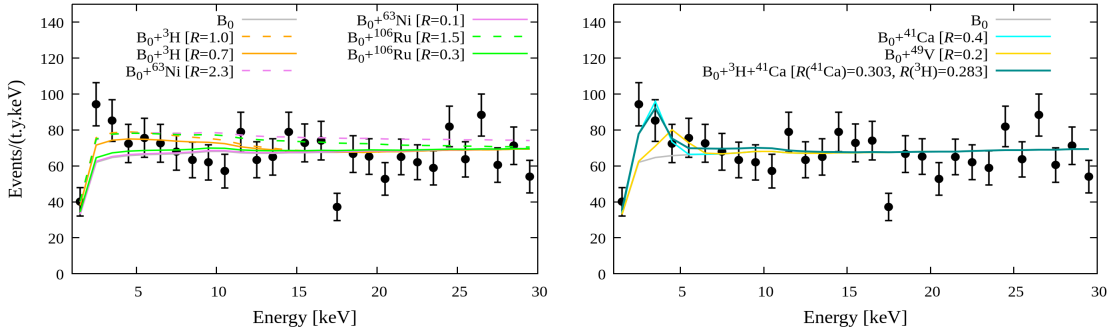 Events/(t.y.keV)
140
120
100
80
60
40
20
0
5
10
15
20
25
30
Energy [keV]
B₀
B₀+³H [R=1.0]
B₀+³H [R=0.7]
B₀+⁶³Ni [R=2.3]
B₀+⁶³Ni [R=0.1]
B₀+¹⁰⁶Ru [R=1.5]
B₀+¹⁰⁶Ru [R=0.3]
140
120
100
80
60
40
20
0
5
10
15
20
25
30
Energy [keV]
B₀
B₀+⁴¹Ca [R=0.4]
B₀+⁴⁹V [R=0.2]
B₀+³H+⁴¹Ca [R(⁴¹Ca)=0.303, R(³H)=0.283]